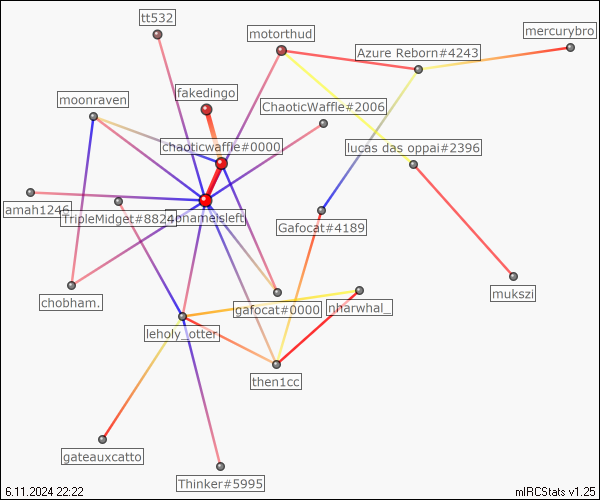 tt532
mercurybro
motorthud
Azure Reborn#4243
fakedingo
moonraven
ChaoticWaffle#2006
Chaoticwaffle#0000
lucas das oppai#2396
amah1246
TripleMidget#8824
onameisleft
Gafocat#4189
chobham.
gafocat#0000
nnarwhal_
mukszi
leholy_otter
then1cc
gateauxcatto
Thinker#5995
6.11.2024 22:22
mIRCStats v1.25